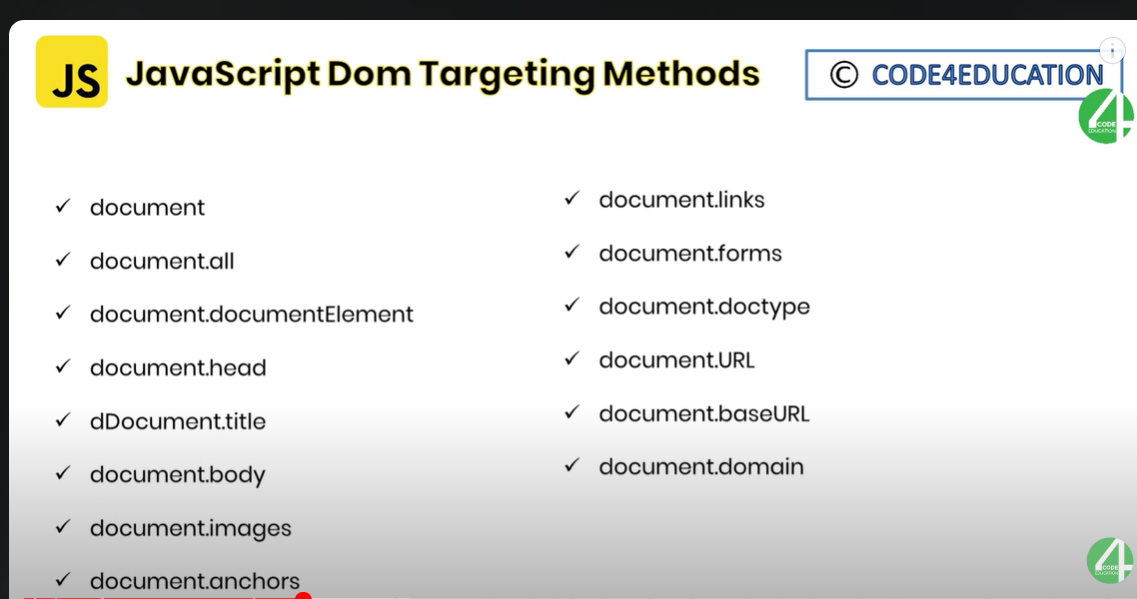 JS
JavaScript Dom Targeting Methods
© CODE4EDUCATION
4 CODE EDUCATION
document
document.all
document.documentElement
document.head
dDocument.title
document.body
document.images
document.anchors
document.links
document.forms
document.doctype
document.URL
document.baseURL
document.domain
4 CODE EDUCATION